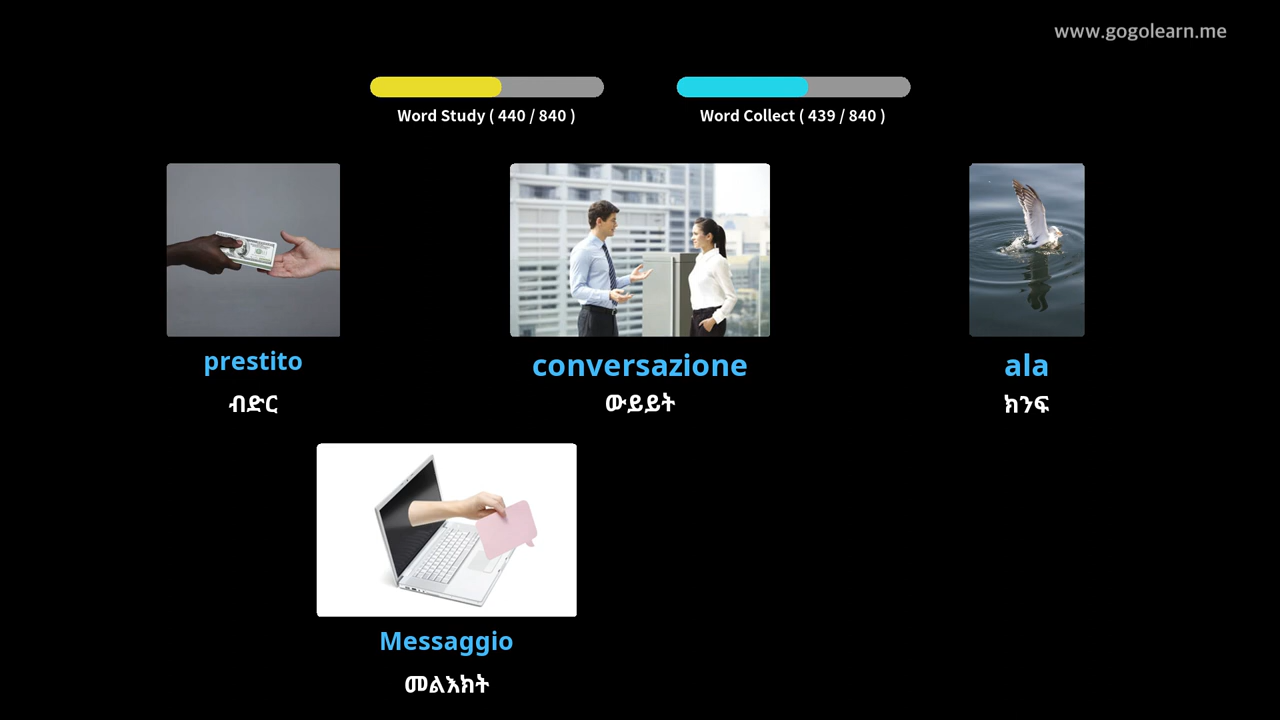 www.gogolearn.me
Word Study ( 440 / 840 )
Word Collect ( 439 / 840 )
prestito
ብድር
conversazione
ውይይት
ala
ክንፍ
Messaggio
መልእክት